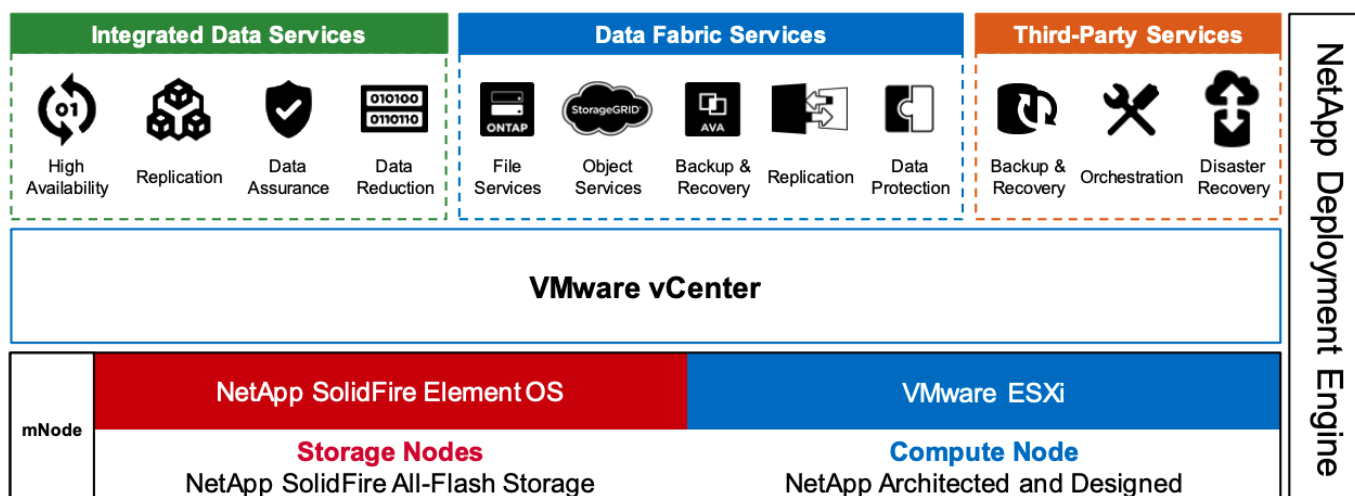 Integrated Data Services
Data Fabric Services
Third-Party Services
01
High
Availability
Replication
Data
Assurance
010100
0110110
Data
Reduction
ONTAP
File
Services
StorageGRID®
Object
Services
AVA
Backup &
Recovery
Replication
Data
Protection
Backup &
Recovery
Orchestration
Disaster
Recovery
NetApp Deployment Engine
VMware vCenter
mNode
NetApp SolidFire Element OS
VMware ESXi
Storage Nodes
NetApp SolidFire All-Flash Storage
Compute Node
NetApp Architected and Designed